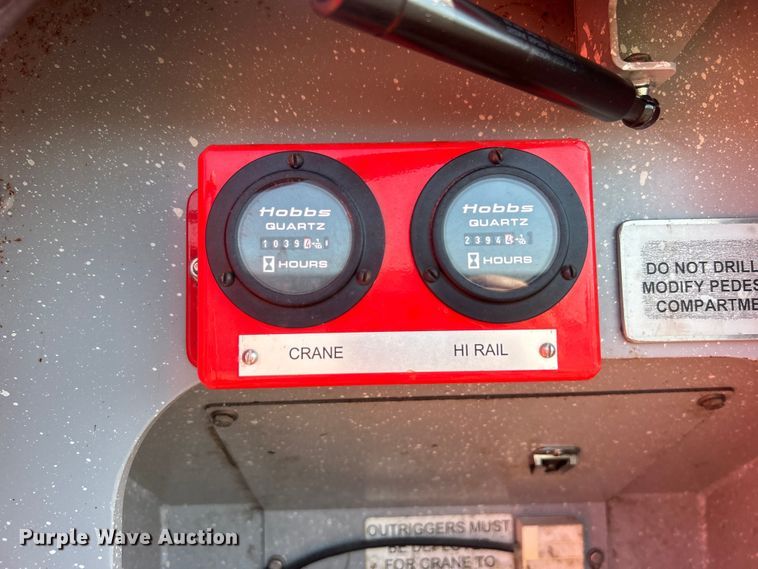 Hobbs
QUARTZ
HOURS
Hobbs
QUARTZ
HOURS
CRANE
HI RAIL
DO NOT DRILL
MODIFY PEDES
COMPARTME
OUTRIGGERS MUST
FOR CRANE TO
Purple Wave Auction